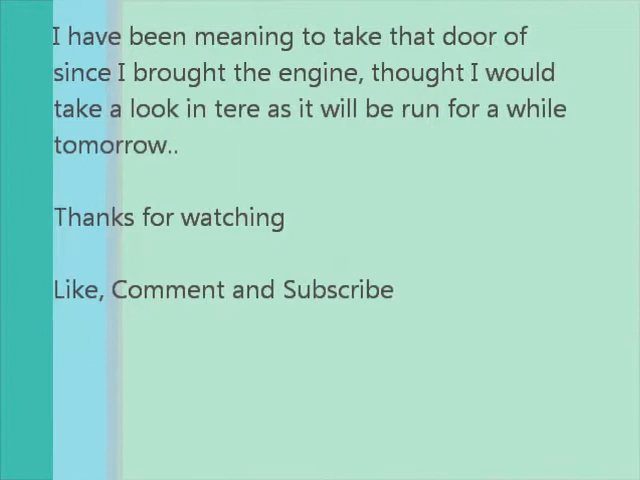 I have been meaning to take that door of
since I brought the engine, thought I would
take a look in tere as it will be run for a while
tomorrow..
Thanks for watching
Like, Comment and Subscribe